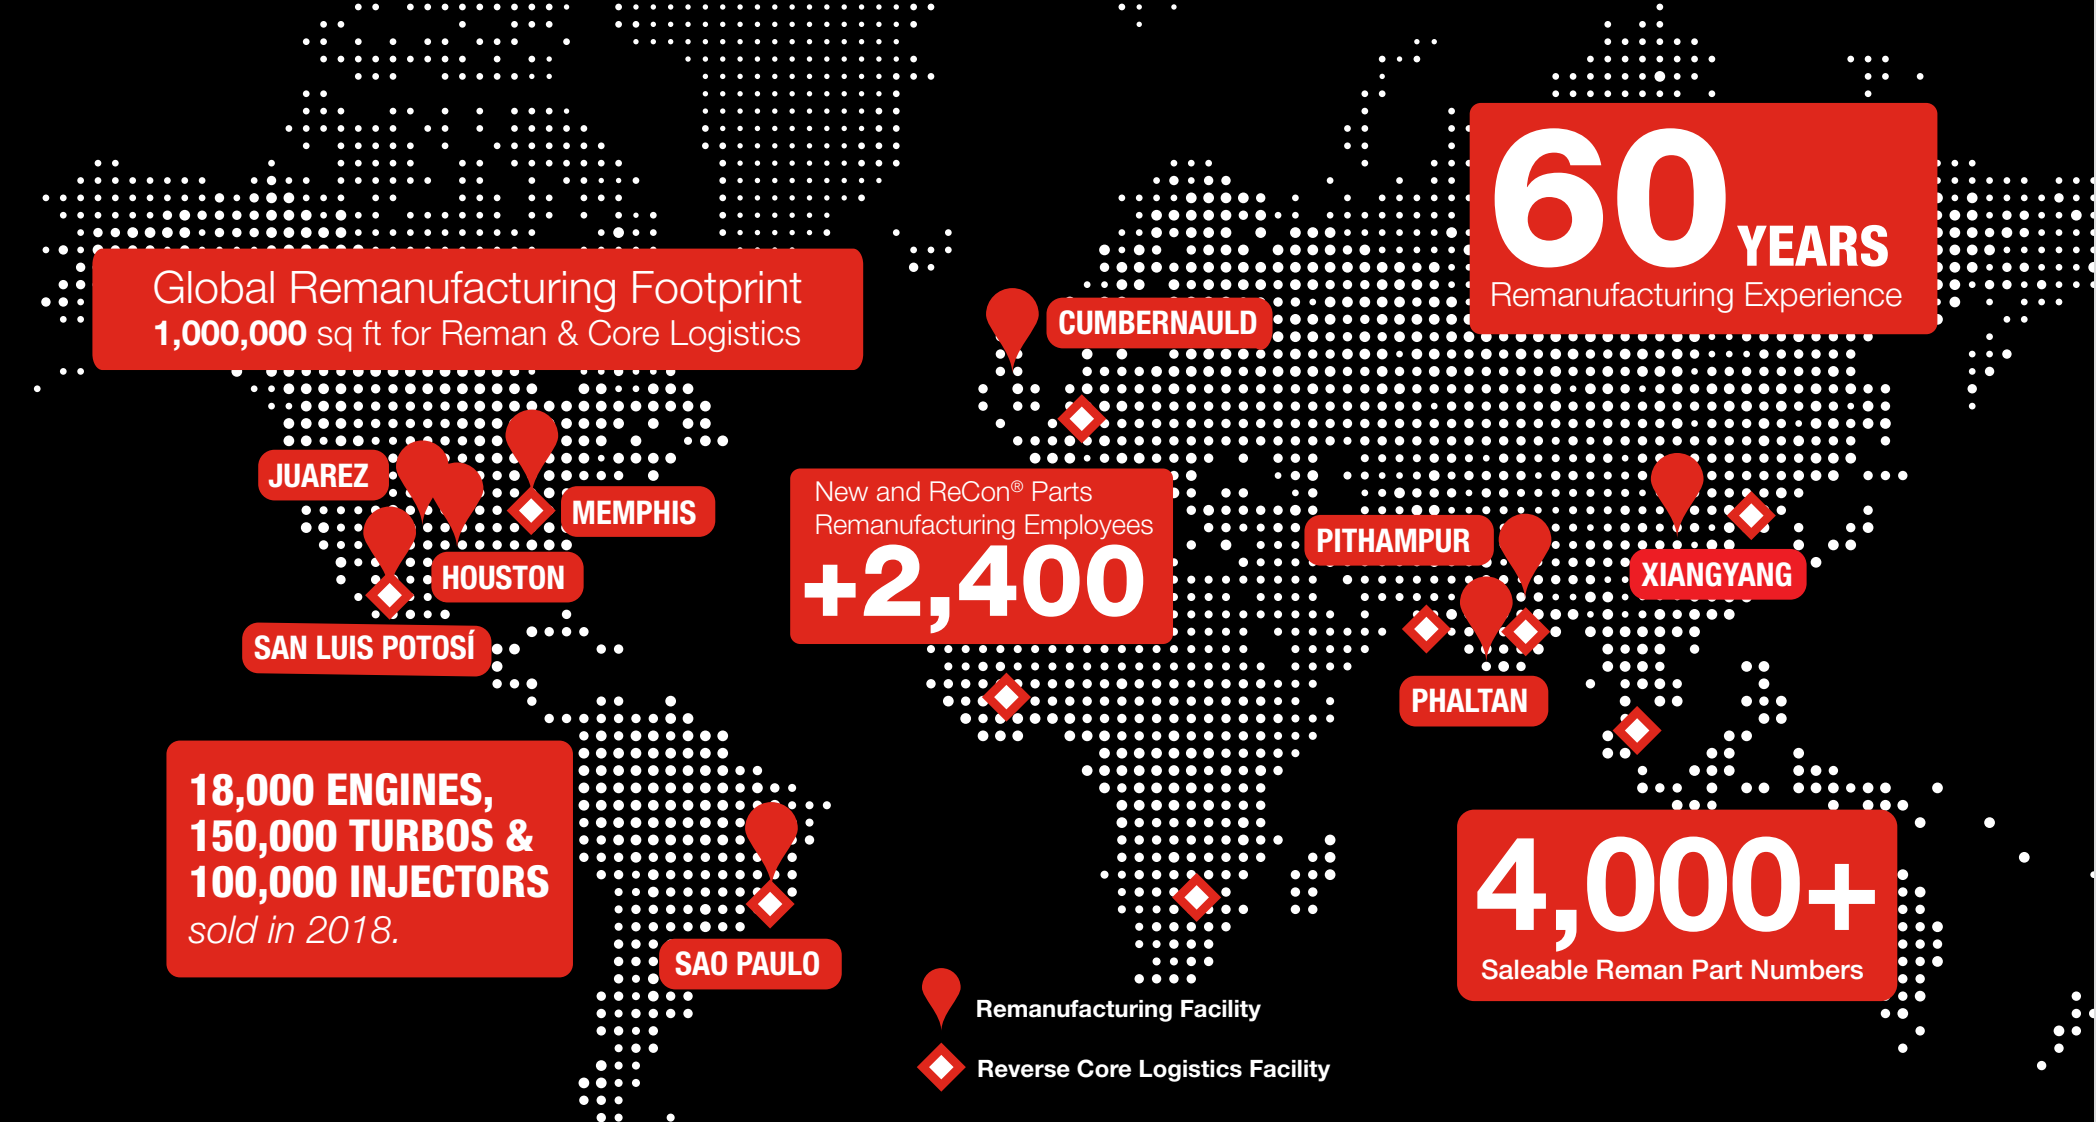 60 YEARS
Remanufacturing Experience
Global Remanufacturing Footprint
1,000,000 sq ft for Reman & Core Logistics
CUMBERNAULD
JUAREZ
MEMPHIS
HOUSTON
SAN LUIS POTOSÍ
New and ReCon® Parts
Remanufacturing Employees
+2,400
PITHAMPUR
XIANGYANG
PHALTAN
18,000 ENGINES,
150,000 TURBOS &
100,000 INJECTORS
sold in 2018.
SAO PAULO
4,000+
Saleable Reman Part Numbers
Remanufacturing Facility
Reverse Core Logistics Facility